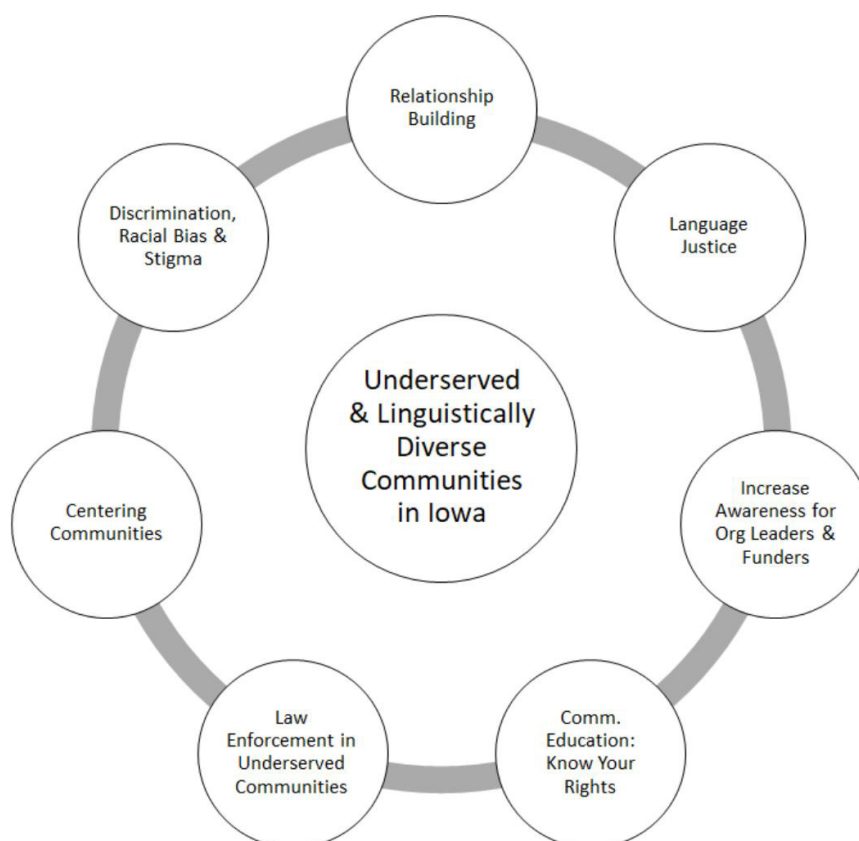 Relationship
Building
Language
Justice
Increase
Awareness for
Org Leaders &
Funders
Comm.
Education:
Know Your
Rights
Law
Enforcement in
Underserved
Communities
Centering
Communities
Discrimination,
Racial Bias &
Stigma
Underserved
& Linguistically
Diverse
Communities
in Iowa